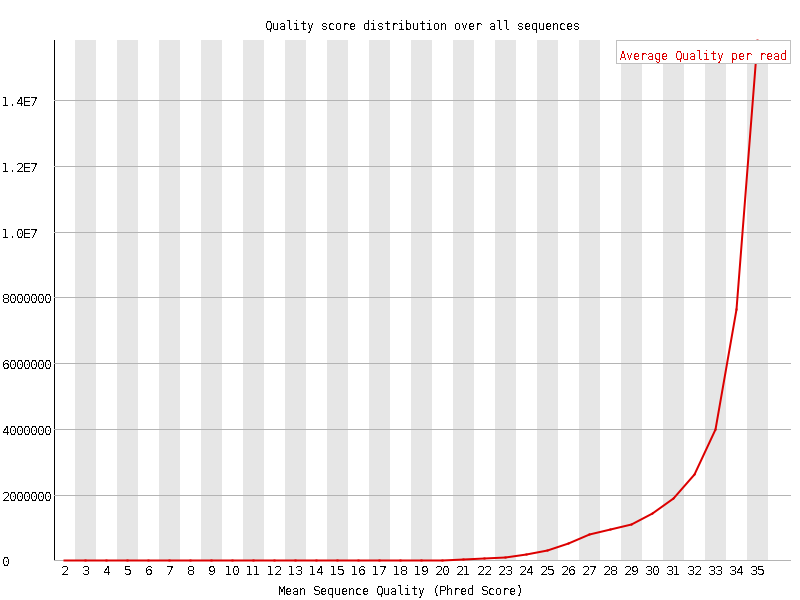 Quality score distribution over all sequences
Average Quality per read
1.4E7
1.2E7
1.0E7
8000000
6000000
4000000
2000000
0
2 3 4 5 6 7 8 9 10 11 12 13 14 15 16 17 18 19 20 21 22 23 24 25 26 27 28 29 30 31 32 33 34 35
Mean Sequence Quality (Phred Score)